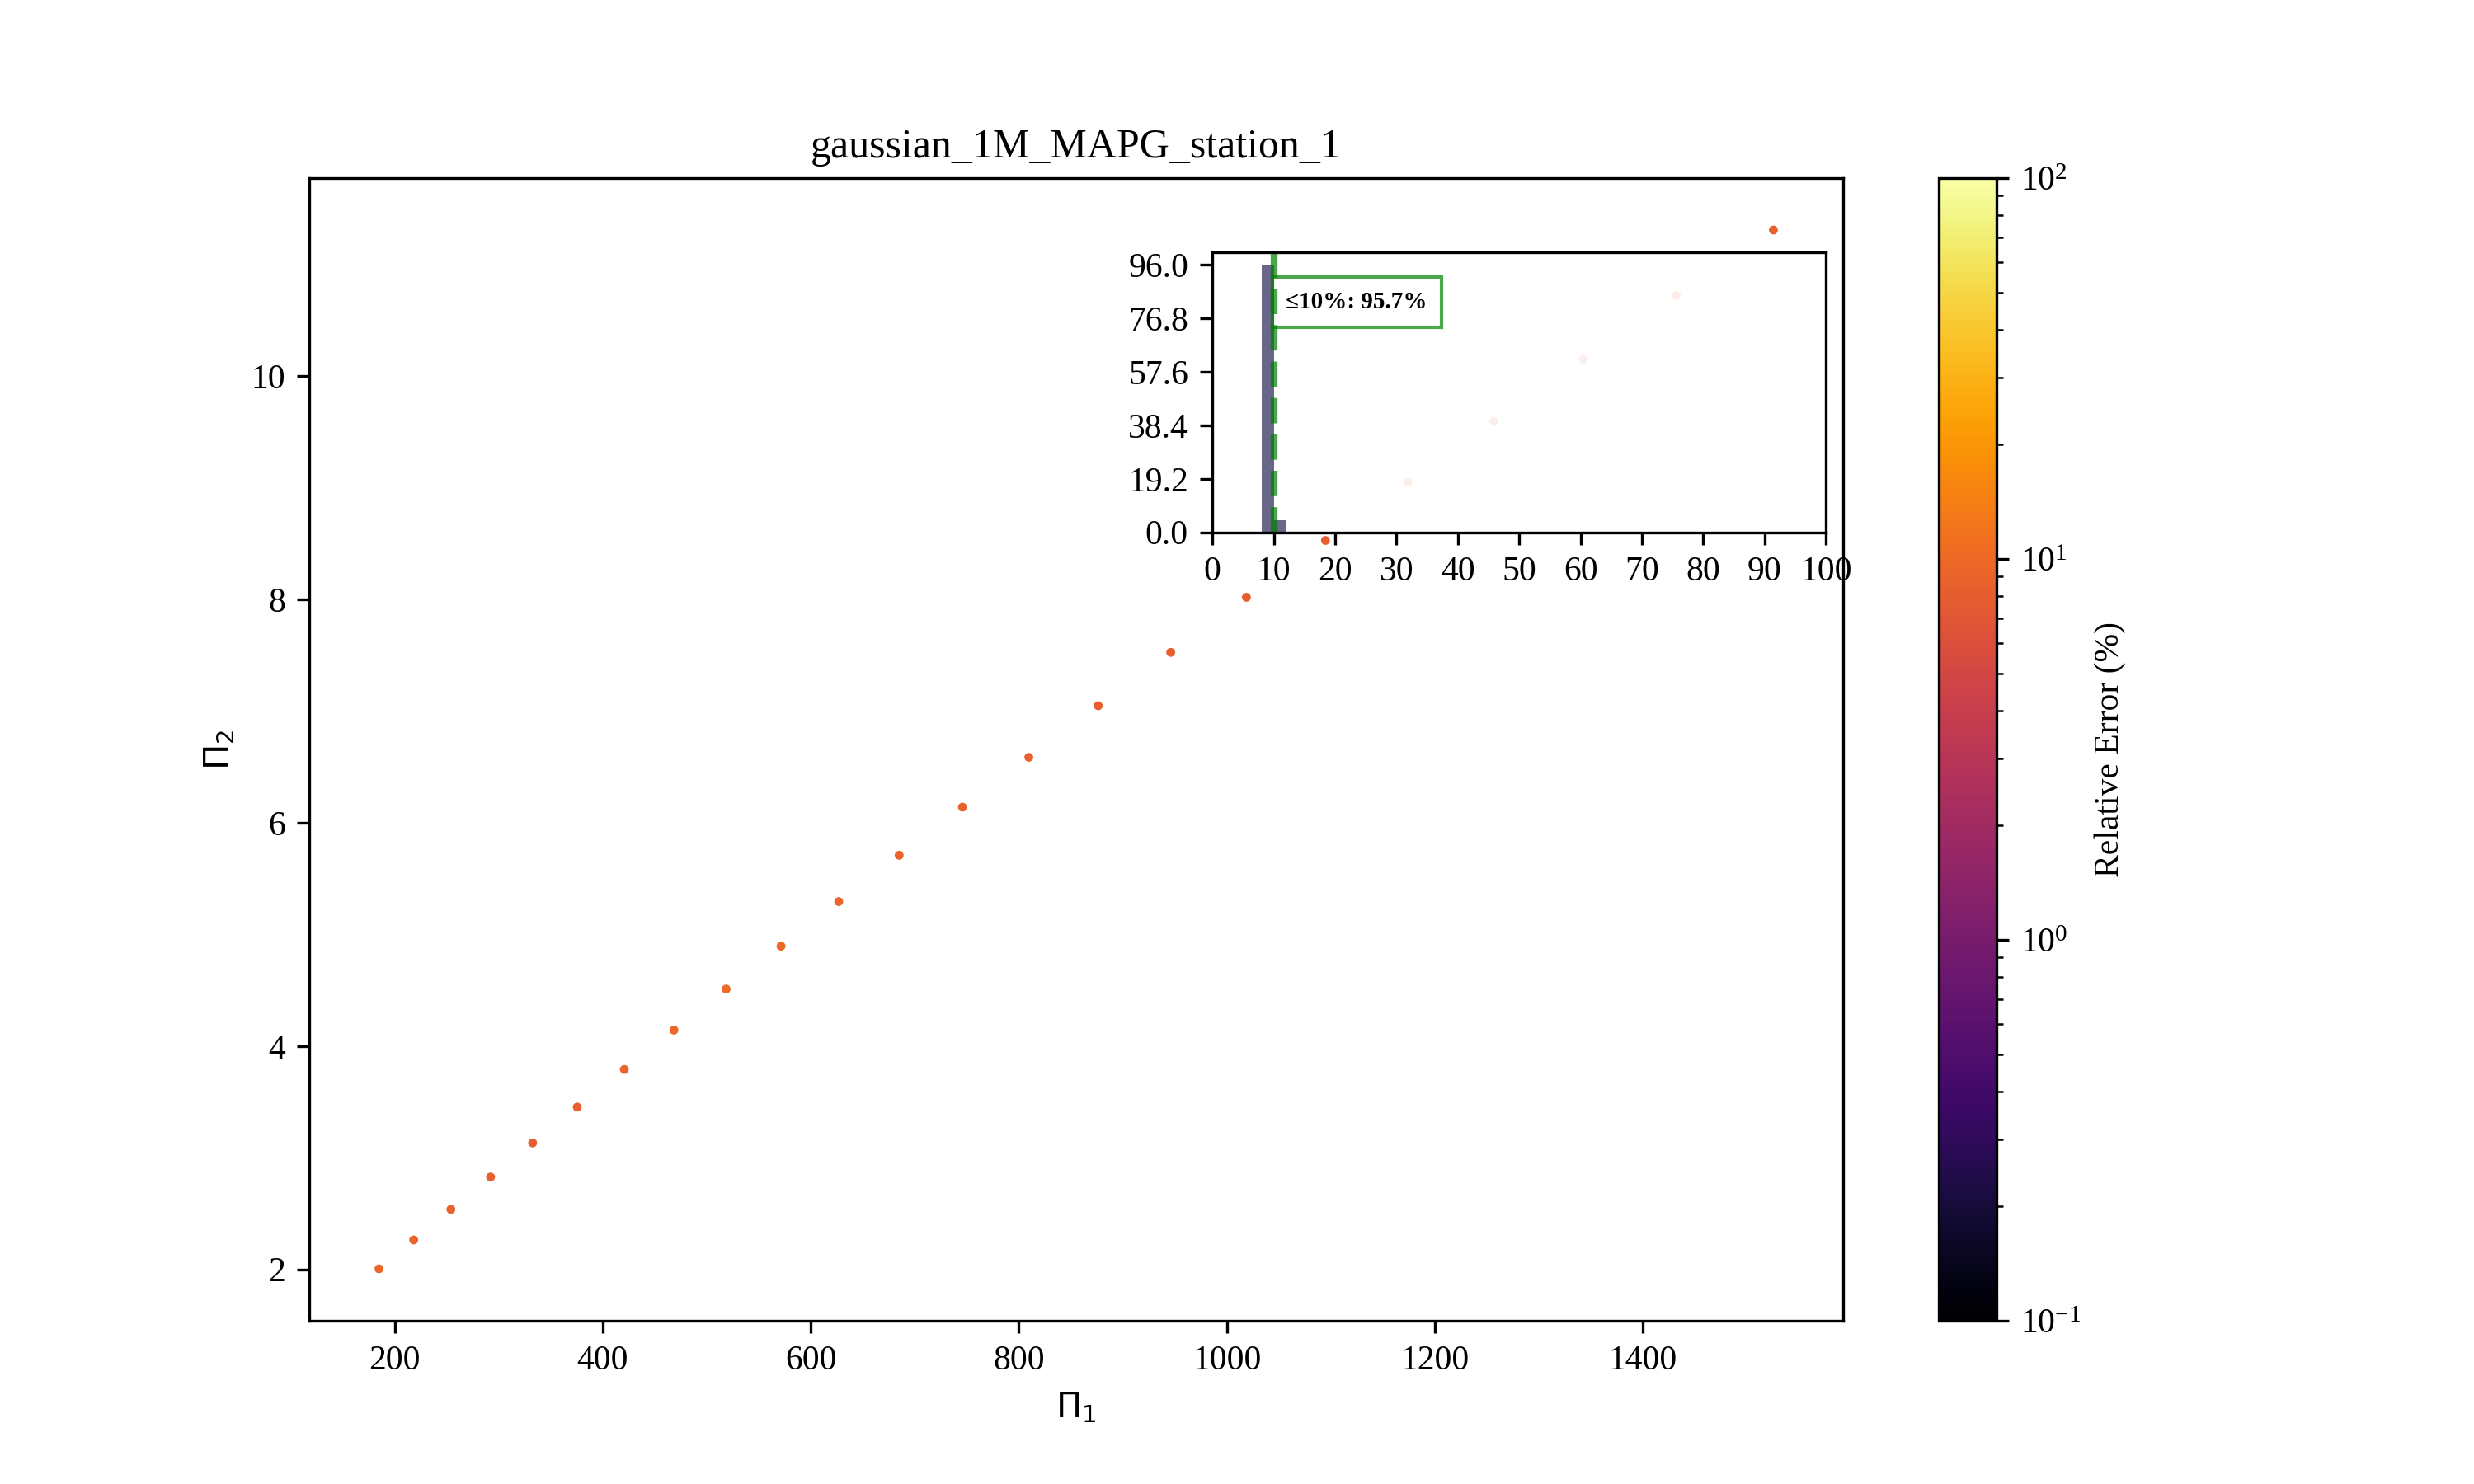 gaussian_1M_MAPG_station_1
96.0
76.8
57.6
38.4
19.2
0.0
≤10%: 95.7%
0 10 20 30 40 50 60 70 80 90 100
10
8
6
4
2
Π₂
200 400 600 800 1000 1200 1400
Π₁
10²
10¹
10⁰
10⁻¹
Relative Error (%)